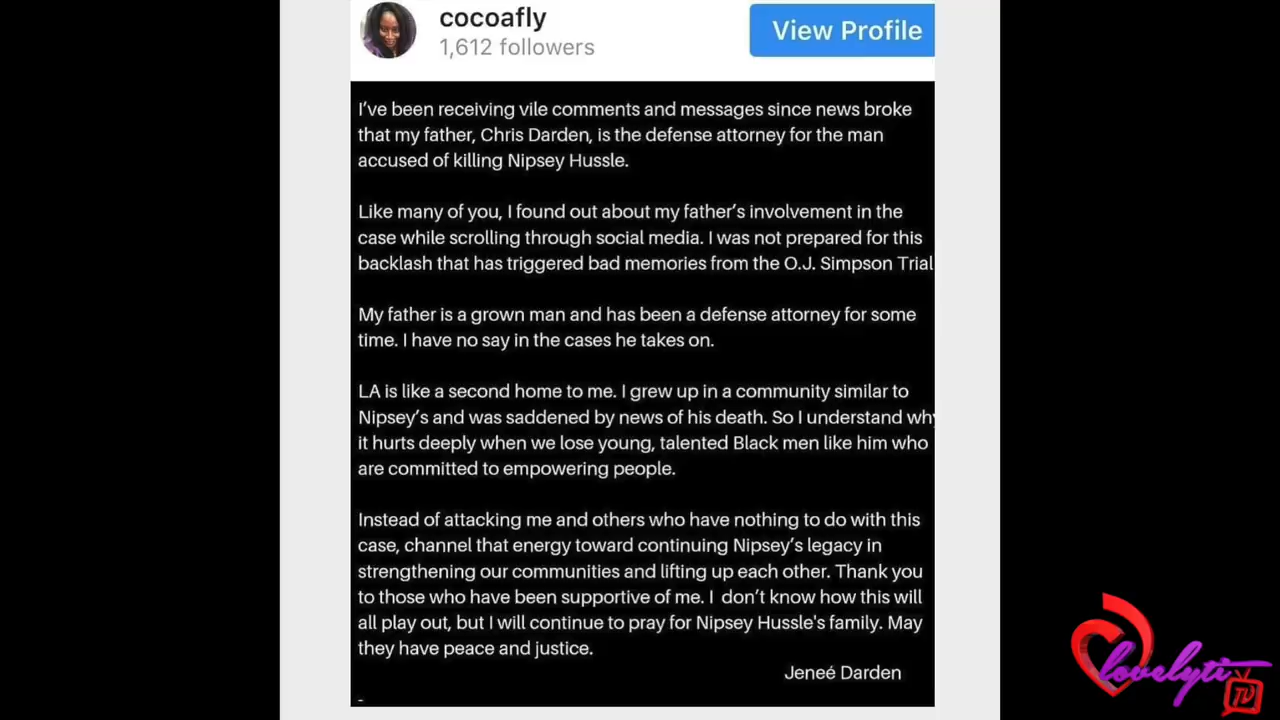 cocoafly
1,612 followers
View Profile
I've been receiving vile comments and messages since news broke
that my father, Chris Darden, is the defense attorney for the man
accused of killing Nipsey Hussle.
Like many of you, I found out about my father's involvement in the
case while scrolling through social media. I was not prepared for this
backlash that has triggered bad memories from the O.J. Simpson Trial
My father is a grown man and has been a defense attorney for some
time. I have no say in the cases he takes on.
LA is like a second home to me. I grew up in a community similar to
Nipsey's and was saddened by news of his death. So I understand why
it hurts deeply when we lose young, talented Black men like him who
are committed to empowering people.
Instead of attacking me and others who have nothing to do with this
case, channel that energy toward continuing Nipsey's legacy in
strengthening our communities and lifting up each other. Thank you
to those who have been supportive of me. I don't know how this will
all play out, but I will continue to pray for Nipsey Hussle's family. May
they have peace and justice.
Jeneé Darden
-
lovelyti
TV